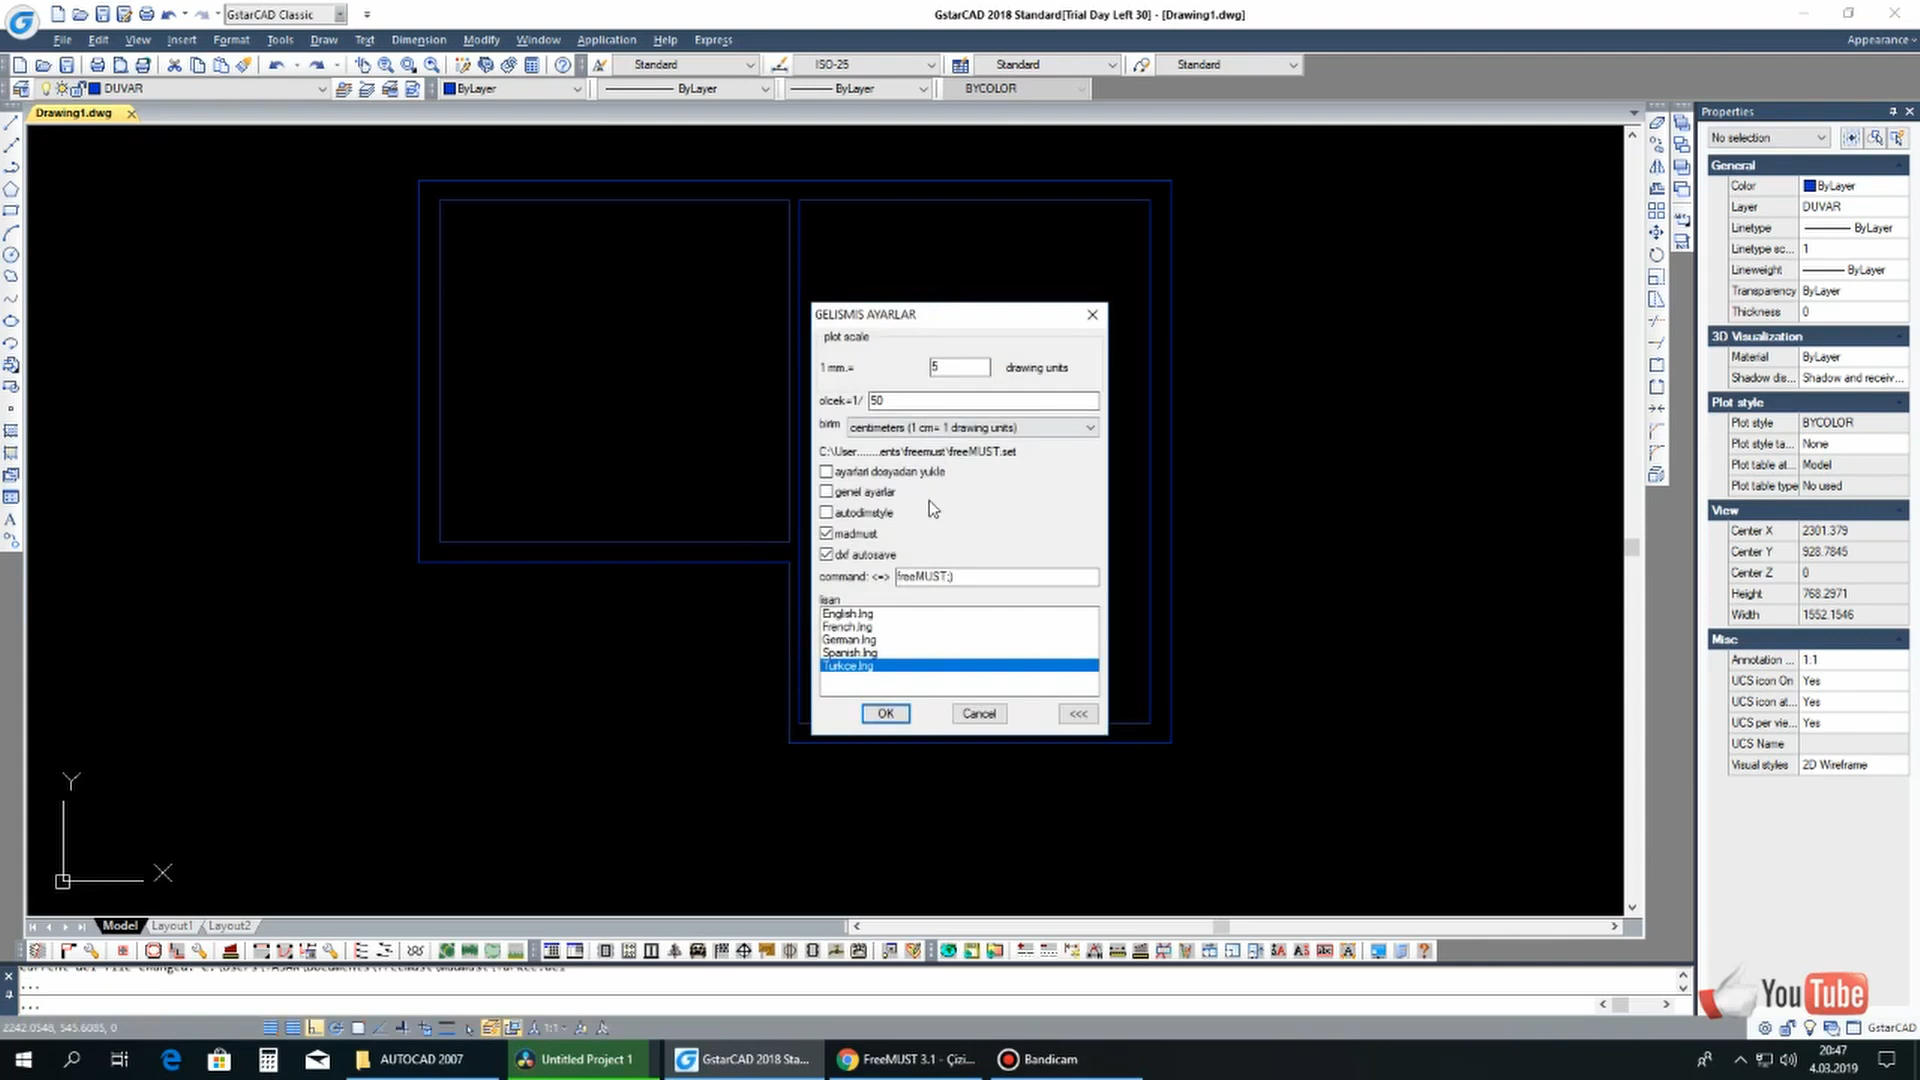 GstarCAD Classic
GstarCAD 2018 Standard[Trial Day Left 30] - [Drawing1.dwg]
File Edit View Insert Format Tools Draw Text Dimension Modify Window Application Help Express
Appearance
Standard ISO-25 Standard Standard
DUVAR ByLayer ByLayer ByLayer BYCOLOR
Drawing1.dwg
Properties
No selection
General
Color ByLayer
Layer DUVAR
Linetype ByLayer
Linetype sc... 1
Lineweight ByLayer
Transparency ByLayer
Thickness 0
3D Visualization
Material ByLayer
Shadow dis... Shadow and receiv...
Plot style
Plot style BYCOLOR
Plot style ta... None
Plot table at... Model
Plot table type No used
View
Center X 2301.379
Center Y 928.7845
Center Z 0
Height 768.2971
Width 1552.1546
Misc
Annotation ... 1:1
UCS icon On Yes
UCS icon at... Yes
UCS per vie... Yes
UCS Name
Visual styles 2D Wireframe
GELISMIS AYARLAR
plot scale
1 mm.= 5 drawing units
olcek=1/ 50
birim centimeters (1 cm= 1 drawing units)
C:\User........ents\freemust\freeMUST.set
ayarlari dosyadan yukle
genel ayarlar
autodimstyle
madmust
dxf autosave
command: <=> freeMUST;)
lisan
English.lng
French.lng
German.lng
Spanish.lng
Turkce.lng
OK Cancel <<<
Y
X
Model Layout1 Layout2
...
...
2242.0548, 545.6085, 0
1:1
YouTube
GstarCAD
AUTOCAD 2007 Untitled Project 1 GstarCAD 2018 Sta... FreeMUST 3.1 - Çizi... Bandicam
20:47
4.03.2019